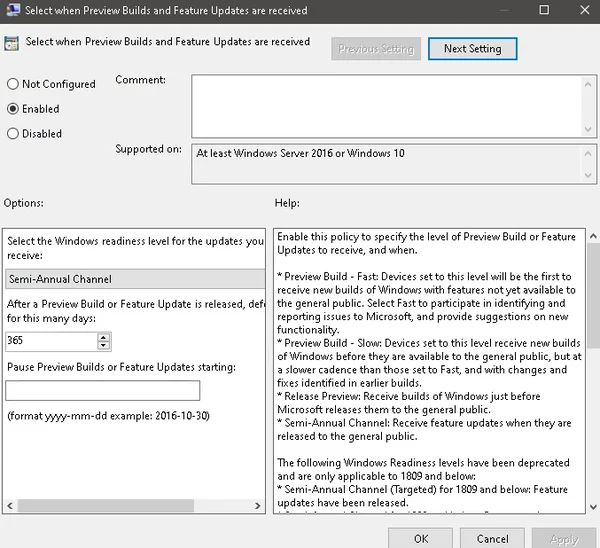 Select when Preview Builds and Feature Updates are received
Select when Preview Builds and Feature Updates are received
Previous Setting
Next Setting
Not Configured
Comment:
Enabled
Disabled
Supported on:
At least Windows Server 2016 or Windows 10
Options:
Help:
Select the Windows readiness level for the updates you
receive:
Semi-Annual Channel
After a Preview Build or Feature Update is released, defe
for this many days:
365
Pause Preview Builds or Feature Updates starting:
(format yyyy-mm-dd example: 2016-10-30)
Enable this policy to specify the level of Preview Build or Feature
Updates to receive, and when.
* Preview Build - Fast: Devices set to this level will be the first to
receive new builds of Windows with features not yet available to
the general public. Select Fast to participate in identifying and
reporting issues to Microsoft, and provide suggestions on new
functionality.
* Preview Build - Slow: Devices set to this level receive new builds
of Windows before they are available to the general public, but at
a slower cadence than those set to Fast, and with changes and
fixes identified in earlier builds.
* Release Preview: Receive builds of Windows just before
Microsoft releases them to the general public.
* Semi-Annual Channel: Receive feature updates when they are
released to the general public.
The following Windows Readiness levels have been deprecated
and are only applicable to 1809 and below:
* Semi-Annual Channel (Targeted) for 1809 and below: Feature
updates have been released.
OK
Cancel
Apply